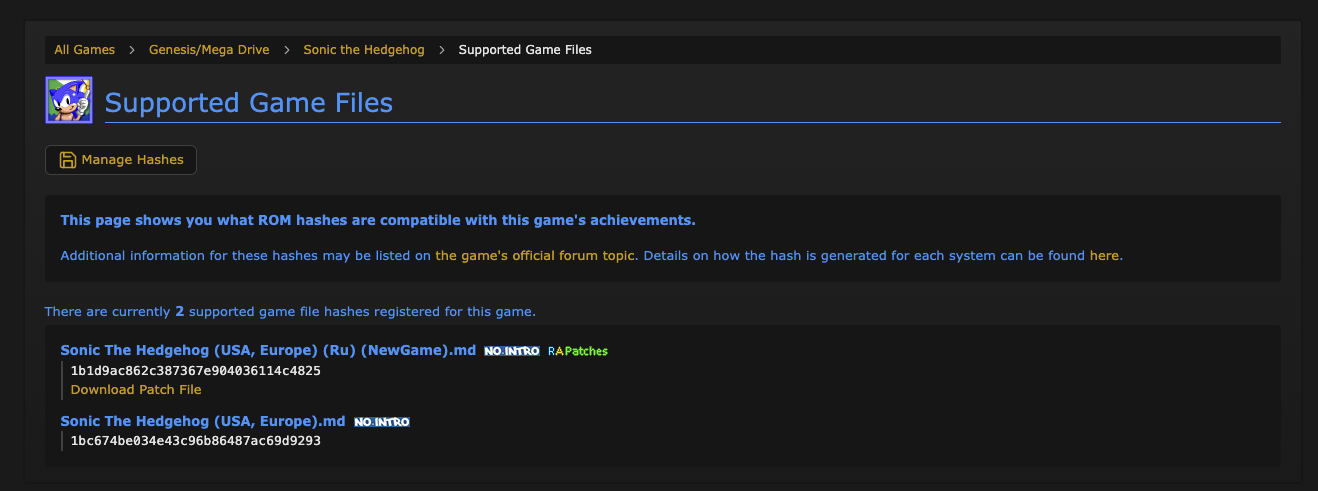 All Games > Genesis/Mega Drive > Sonic the Hedgehog > Supported Game Files
Supported Game Files
Manage Hashes
This page shows you what ROM hashes are compatible with this game's achievements.
Additional information for these hashes may be listed on the game's official forum topic. Details on how the hash is generated for each system can be found here.
There are currently 2 supported game file hashes registered for this game.
Sonic The Hedgehog (USA, Europe) (Ru) (NewGame).md NO-INTRO RAPatches
1b1d9ac862c387367e904036114c4825
Download Patch File
Sonic The Hedgehog (USA, Europe).md NO-INTRO
1bc674be034e43c96b86487ac69d9293